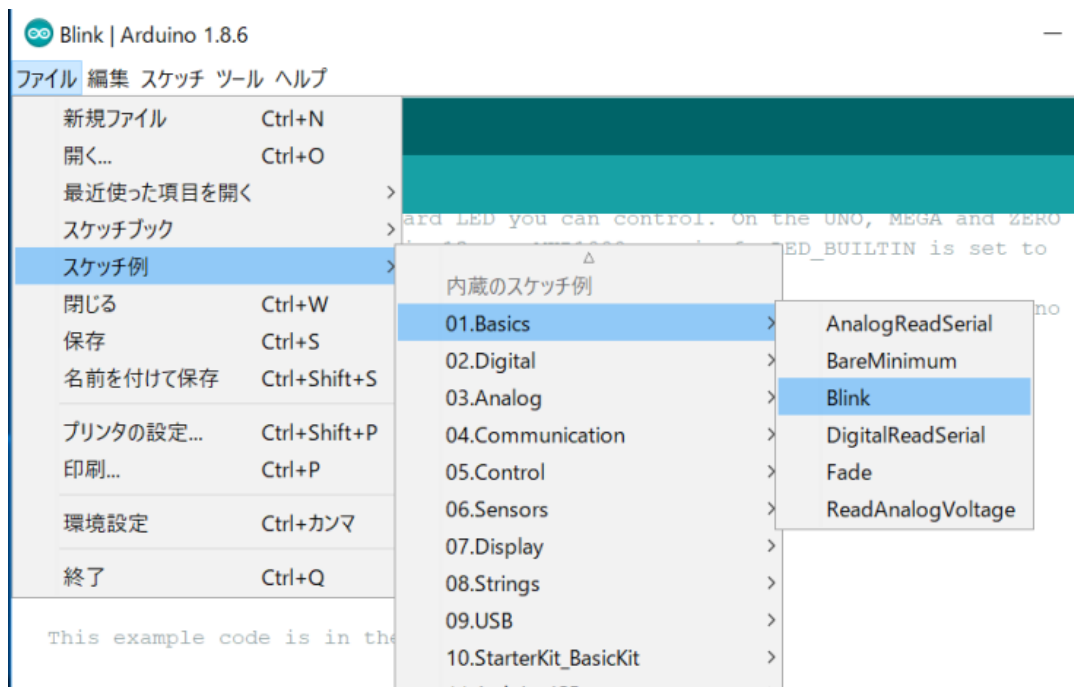 Blink | Arduino 1.8.6
ファイル 編集 スケッチ ツール ヘルプ
新規ファイル Ctrl+N
開く... Ctrl+O
最近使った項目を開く
スケッチブック
スケッチ例
閉じる Ctrl+W
保存 Ctrl+S
名前を付けて保存 Ctrl+Shift+S
プリンタの設定... Ctrl+Shift+P
印刷... Ctrl+P
環境設定 Ctrl+カンマ
終了 Ctrl+Q
LED you can control. On the UNO, MEGA and ZERO
is set to
内蔵のスケッチ例
01.Basics
02.Digital
03.Analog
04.Communication
05.Control
06.Sensors
07.Display
08.Strings
09.USB
10.StarterKit_BasicKit
AnalogReadSerial
BareMinimum
Blink
DigitalReadSerial
Fade
ReadAnalogVoltage
This example code is in the